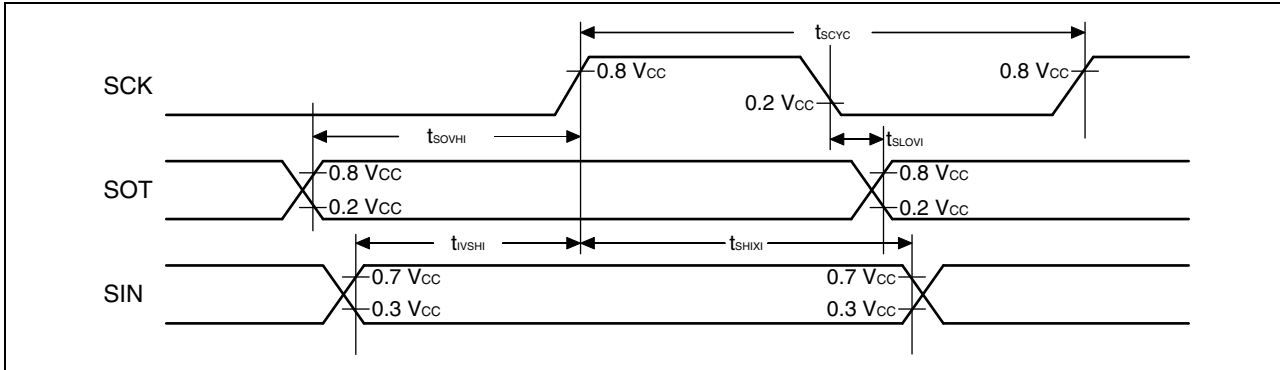 tSCYC
SCK
0.8 VCC
0.8 VCC
0.2 VCC
tSOVHI
tSLOVI
SOT
0.8 VCC
0.8 VCC
0.2 VCC
0.2 VCC
tIVSHI
tSHIXI
SIN
0.7 VCC
0.7 VCC
0.3 VCC
0.3 VCC